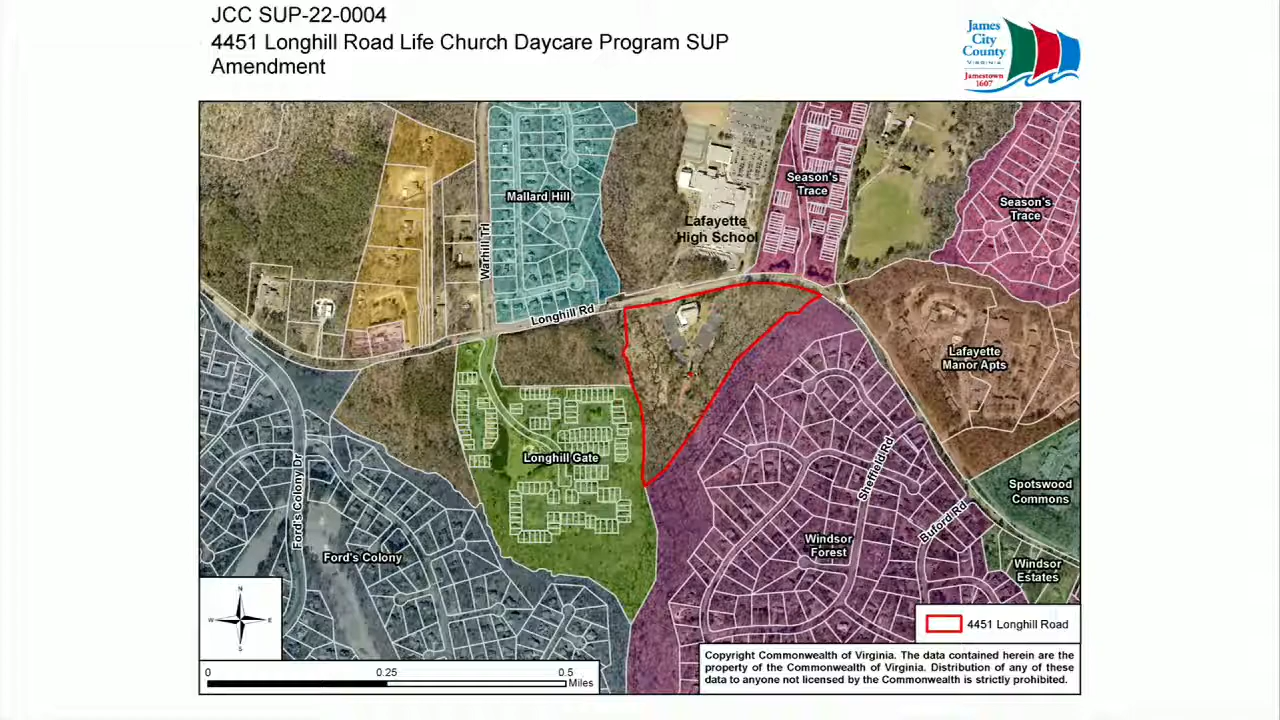 JCC SUP-22-0004
4451 Longhill Road Life Church Daycare Program SUP
Amendment
James
City
County
VIRGINIA
Jamestown
1607
Mallard Hill
Season's
Trace
Season's
Trace
Lafayette
High School
Warhill Trl
Longhill Rd
Lafayette
Manor Apts
Longhill Gate
Sheffield Rd
Ford's Colony Dr
Spotswood
Commons
Buford Rd
Ford's Colony
Windsor
Forest
Windsor
Estates
N
W E
S
4451 Longhill Road
0 0.25 0.5
Miles
Copyright Commonwealth of Virginia. The data contained herein are the
property of the Commonwealth of Virginia. Distribution of any of these
data to anyone not licensed by the Commonwealth is strictly prohibited.